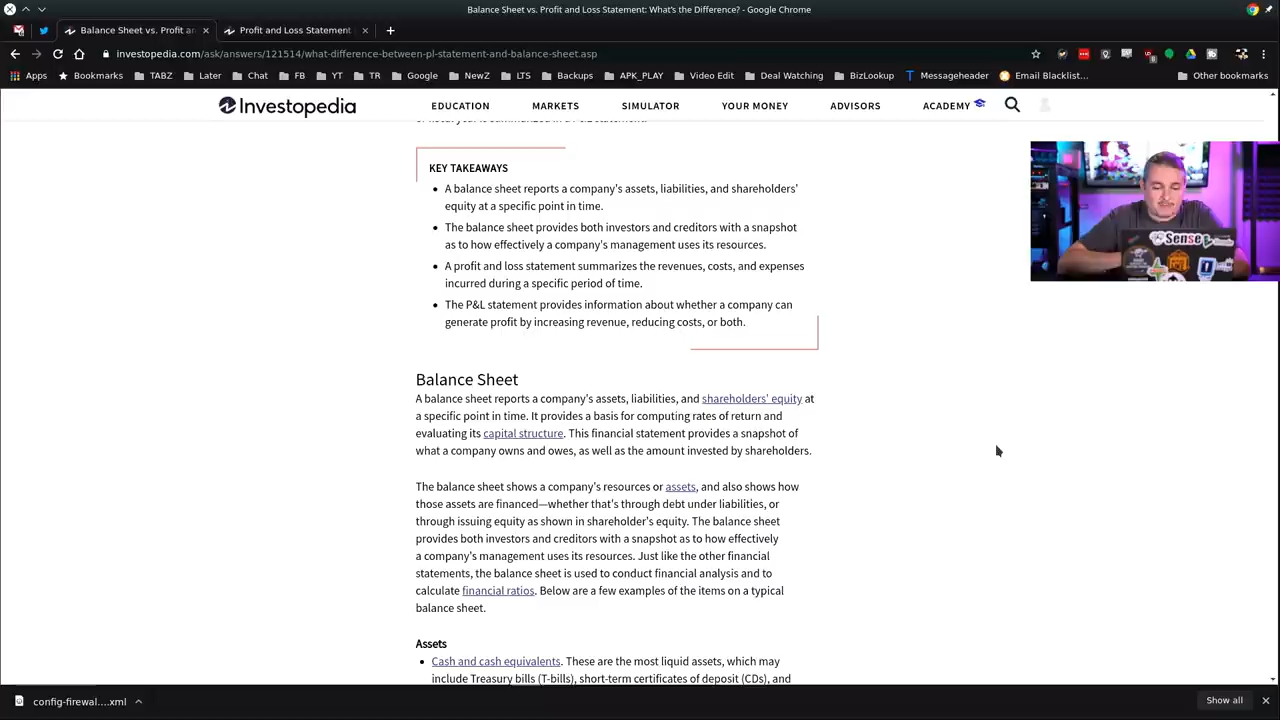 Balance Sheet vs. Profit and Loss Statement: What's the Difference? - Google Chrome
Balance Sheet vs. Profit an
Profit and Loss Statement
investopedia.com/ask/answers/121514/what-difference-between-pl-statement-and-balance-sheet.asp
Apps Bookmarks TABZ Later Chat FB YT TR Google NewZ LTS Backups APK_PLAY Video Edit Deal Watching BizLookup Messageheader Email Blacklist... Other bookmarks
Investopedia EDUCATION MARKETS SIMULATOR YOUR MONEY ADVISORS ACADEMY
KEY TAKEAWAYS
A balance sheet reports a company's assets, liabilities, and shareholders'
equity at a specific point in time.
The balance sheet provides both investors and creditors with a snapshot
as to how effectively a company's management uses its resources.
A profit and loss statement summarizes the revenues, costs, and expenses
incurred during a specific period of time.
The P&L statement provides information about whether a company can
generate profit by increasing revenue, reducing costs, or both.
Sense
Balance Sheet
A balance sheet reports a company's assets, liabilities, and shareholders' equity at
a specific point in time. It provides a basis for computing rates of return and
evaluating its capital structure. This financial statement provides a snapshot of
what a company owns and owes, as well as the amount invested by shareholders.
The balance sheet shows a company's resources or assets, and also shows how
those assets are financed—whether that's through debt under liabilities, or
through issuing equity as shown in shareholder's equity. The balance sheet
provides both investors and creditors with a snapshot as to how effectively
a company's management uses its resources. Just like the other financial
statements, the balance sheet is used to conduct financial analysis and to
calculate financial ratios. Below are a few examples of the items on a typical
balance sheet.
Assets
Cash and cash equivalents. These are the most liquid assets, which may
include Treasury bills (T-bills), short-term certificates of deposit (CDs), and
config-firewal....xml
Show all